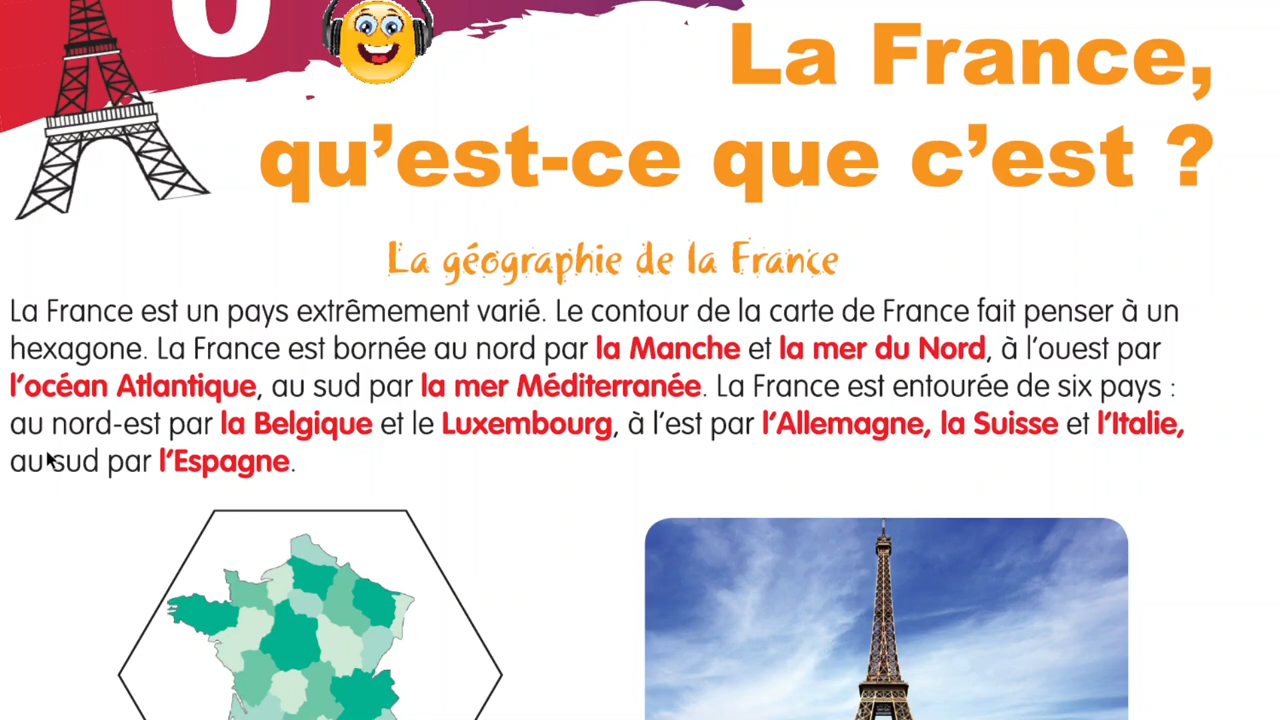 0
La France,
qu’est-ce que c’est ?
La géographie de la France
La France est un pays extrêmement varié. Le contour de la carte de France fait penser à un
hexagone. La France est bornée au nord par la Manche et la mer du Nord, à l’ouest par
l’océan Atlantique, au sud par la mer Méditerranée. La France est entourée de six pays :
au nord-est par la Belgique et le Luxembourg, à l’est par l’Allemagne, la Suisse et l’Italie,
au sud par l’Espagne.